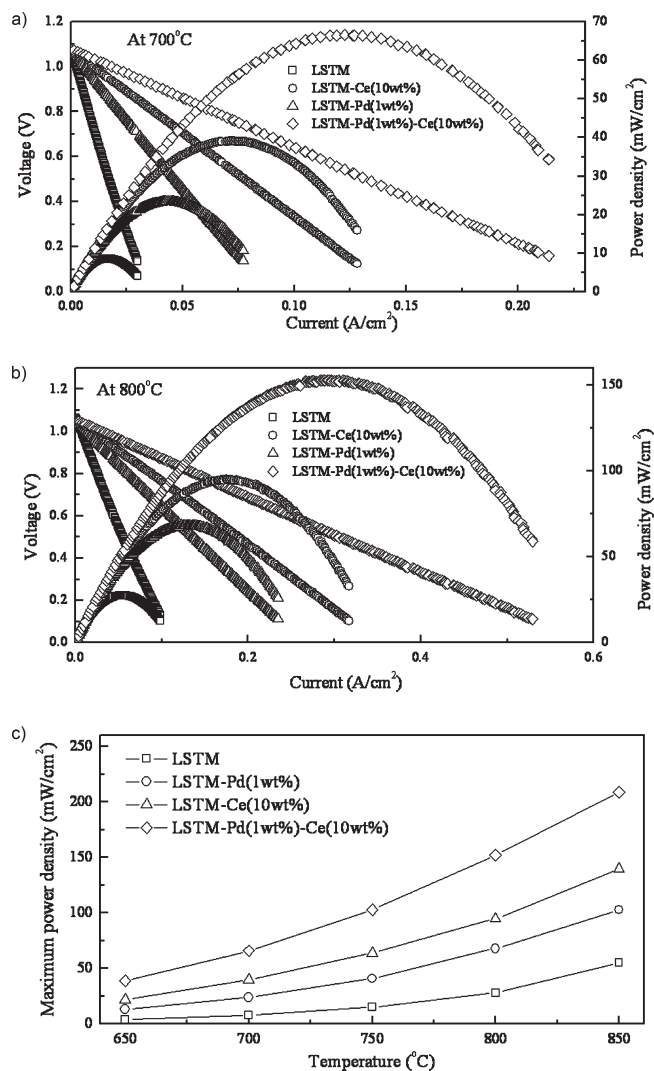 a)
At 700°C
LSTM
LSTM-Ce(10wt%)
LSTM-Pd(1wt%)
LSTM-Pd(1wt%)-Ce(10wt%)
Voltage (V)
1.2
1.0
0.8
0.6
0.4
0.2
0.0
Power density (mW/cm²)
70
60
50
40
30
20
10
0
0.00 0.05 0.10 0.15 0.20
Current (A/cm²)
b)
At 800°C
LSTM
LSTM-Ce(10wt%)
LSTM-Pd(1wt%)
LSTM-Pd(1wt%)-Ce(10wt%)
Voltage (V)
1.2
1.0
0.8
0.6
0.4
0.2
0.0
Power density (mW/cm²)
150
100
50
0
0.0 0.2 0.4 0.6
Current (A/cm²)
c)
LSTM
LSTM-Pd(1wt%)
LSTM-Ce(10wt%)
LSTM-Pd(1wt%)-Ce(10wt%)
Maximum power density (mW/cm²)
250
200
150
100
50
0
650 700 750 800 850
Temperature (°C)